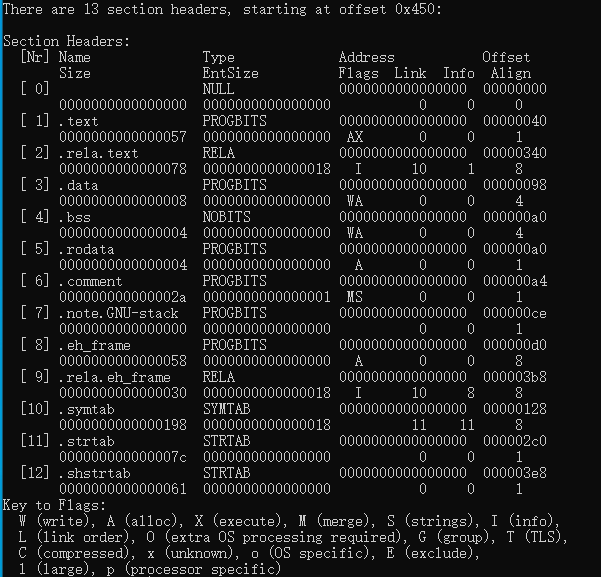 There are 13 section headers, starting at offset 0x450:
Section Headers:
[Nr] Name Type Address Offset
Size EntSize Flags Link Info Align
[ 0] NULL 0000000000000000 00000000
0000000000000000 0000000000000000 0 0 0
[ 1] .text PROGBITS 0000000000000000 00000040
0000000000000057 0000000000000000 AX 0 0 1
[ 2] .rela.text RELA 0000000000000000 00000340
0000000000000078 0000000000000018 I 10 1 8
[ 3] .data PROGBITS 0000000000000000 00000098
0000000000000008 0000000000000000 WA 0 0 4
[ 4] .bss NOBITS 0000000000000000 000000a0
0000000000000004 0000000000000000 WA 0 0 4
[ 5] .rodata PROGBITS 0000000000000000 000000a0
0000000000000004 0000000000000000 A 0 0 1
[ 6] .comment PROGBITS 0000000000000000 000000a4
000000000000002a 0000000000000001 MS 0 0 1
[ 7] .note.GNU-stack PROGBITS 0000000000000000 000000ce
0000000000000000 0000000000000000 0 0 1
[ 8] .eh_frame PROGBITS 0000000000000000 000000d0
0000000000000058 0000000000000000 A 0 0 8
[ 9] .rela.eh_frame RELA 0000000000000000 000003b8
0000000000000030 0000000000000018 I 10 8 8
[10] .symtab SYMTAB 0000000000000000 00000128
0000000000000198 0000000000000018 11 11 8
[11] .strtab STRTAB 0000000000000000 000002c0
000000000000007c 0000000000000000 0 0 1
[12] .shstrtab STRTAB 0000000000000000 000003e8
0000000000000061 0000000000000000 0 0 1
Key to Flags:
W (write), A (alloc), X (execute), M (merge), S (strings), I (info),
L (link order), O (extra OS processing required), G (group), T (TLS),
C (compressed), x (unknown), o (OS specific), E (exclude),
l (large), p (processor specific)